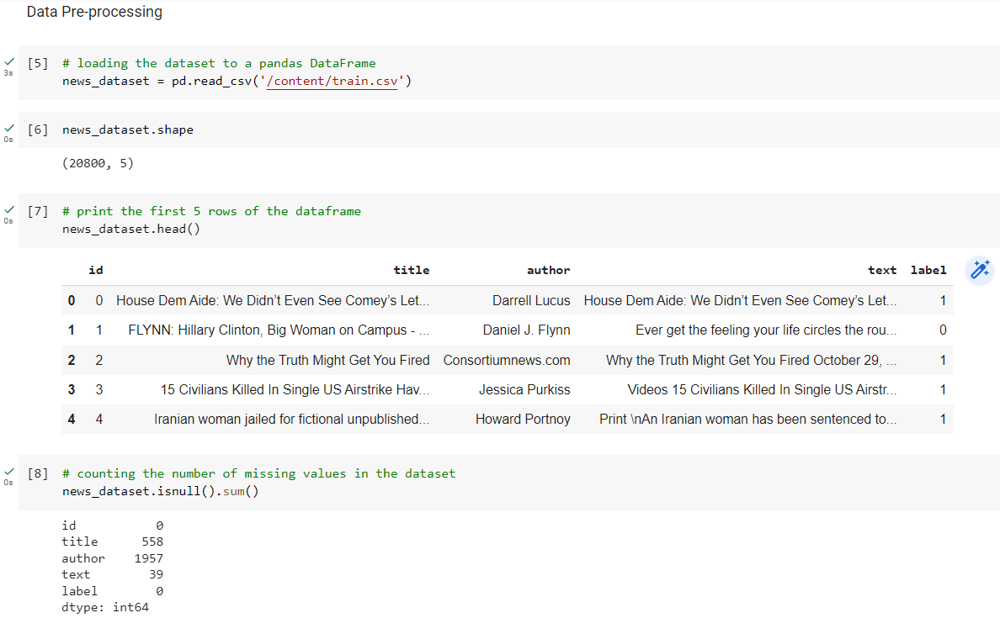 Data Pre-processing
3s [5] # loading the dataset to a pandas DataFrame
news_dataset = pd.read_csv('/content/train.csv')
0s [6] news_dataset.shape
(20800, 5)
0s [7] # print the first 5 rows of the dataframe
news_dataset.head()
id title author text label
0 0 House Dem Aide: We Didn’t Even See Comey’s Let... Darrell Lucus House Dem Aide: We Didn’t Even See Comey’s Let... 1
1 1 FLYNN: Hillary Clinton, Big Woman on Campus - ... Daniel J. Flynn Ever get the feeling your life circles the rou... 0
2 2 Why the Truth Might Get You Fired Consortiumnews.com Why the Truth Might Get You Fired October 29, ... 1
3 3 15 Civilians Killed In Single US Airstrike Hav... Jessica Purkiss Videos 15 Civilians Killed In Single US Airstr... 1
4 4 Iranian woman jailed for fictional unpublished... Howard Portnoy Print \nAn Iranian woman has been sentenced to... 1
0s [8] # counting the number of missing values in the dataset
news_dataset.isnull().sum()
id 0
title 558
author 1957
text 39
label 0
dtype: int64